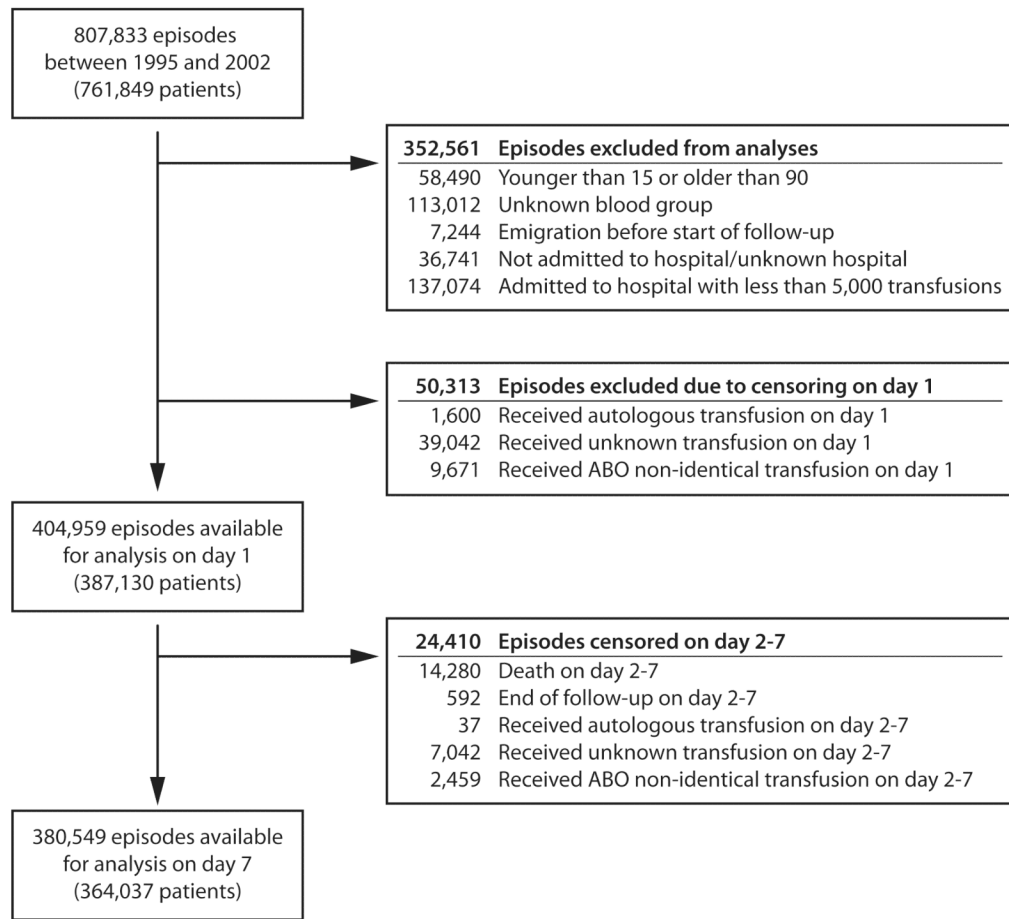 807,833 episodes
between 1995 and 2002
(761,849 patients)
352,561 Episodes excluded from analyses
58,490 Younger than 15 or older than 90
113,012 Unknown blood group
7,244 Emigration before start of follow-up
36,741 Not admitted to hospital/unknown hospital
137,074 Admitted to hospital with less than 5,000 transfusions
50,313 Episodes excluded due to censoring on day 1
1,600 Received autologous transfusion on day 1
39,042 Received unknown transfusion on day 1
9,671 Received ABO non-identical transfusion on day 1
404,959 episodes available
for analysis on day 1
(387,130 patients)
24,410 Episodes censored on day 2-7
14,280 Death on day 2-7
592 End of follow-up on day 2-7
37 Received autologous transfusion on day 2-7
7,042 Received unknown transfusion on day 2-7
2,459 Received ABO non-identical transfusion on day 2-7
380,549 episodes available
for analysis on day 7
(364,037 patients)